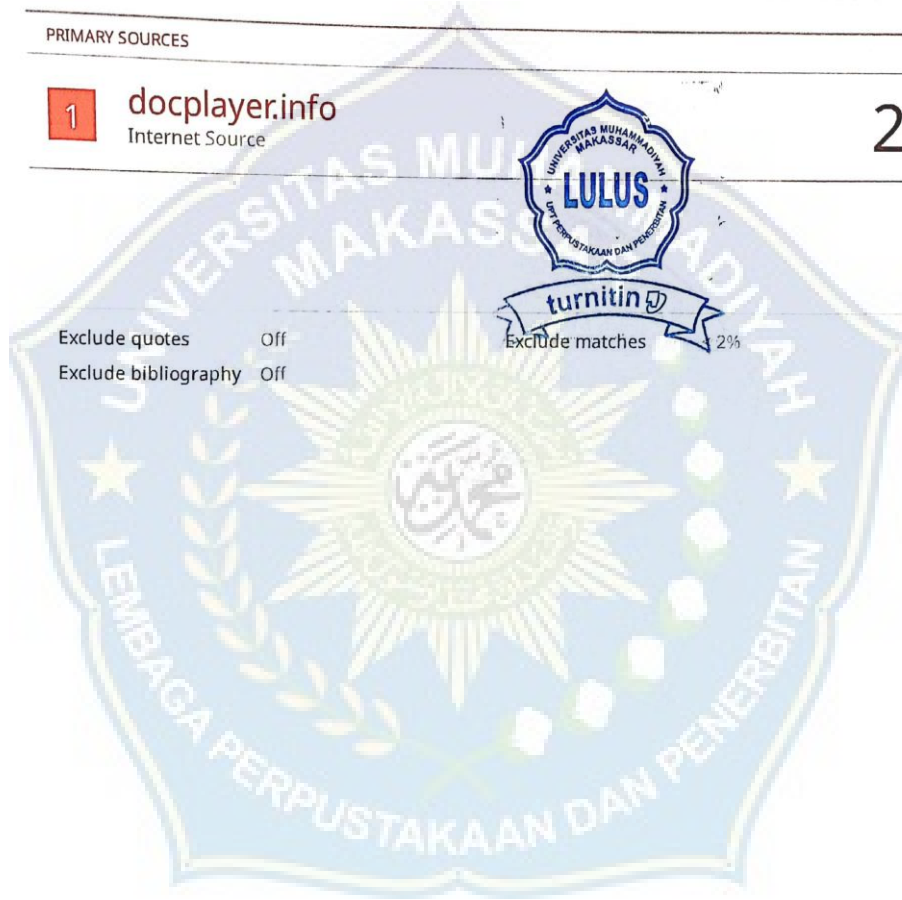 PRIMARY SOURCES
1
docplayer.info
Internet Source
2
UNIVERSITAS MUHAMMADIYAH
MAKASSAR
LULUS
UPT PERPUSTAKAAN DAN PENERBITAN
turnitin
Exclude quotes Off
Exclude matches < 2%
Exclude bibliography Off
UNIVERSITAS MUHAMMADIYAH
MAKASSAR
محمد
LEMBAGA PERPUSTAKAAN DAN PENERBITAN